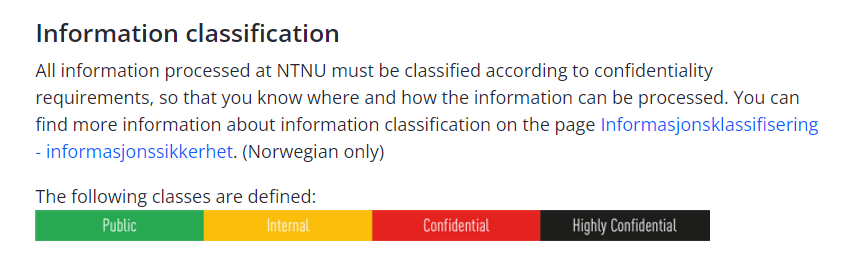 Information classification
All information processed at NTNU must be classified according to confidentiality
requirements, so that you know where and how the information can be processed. You can
find more information about information classification on the page Informasjonsklassifisering
- informasjonssikkerhet. (Norwegian only)
The following classes are defined:
Public Internal Confidential Highly Confidential